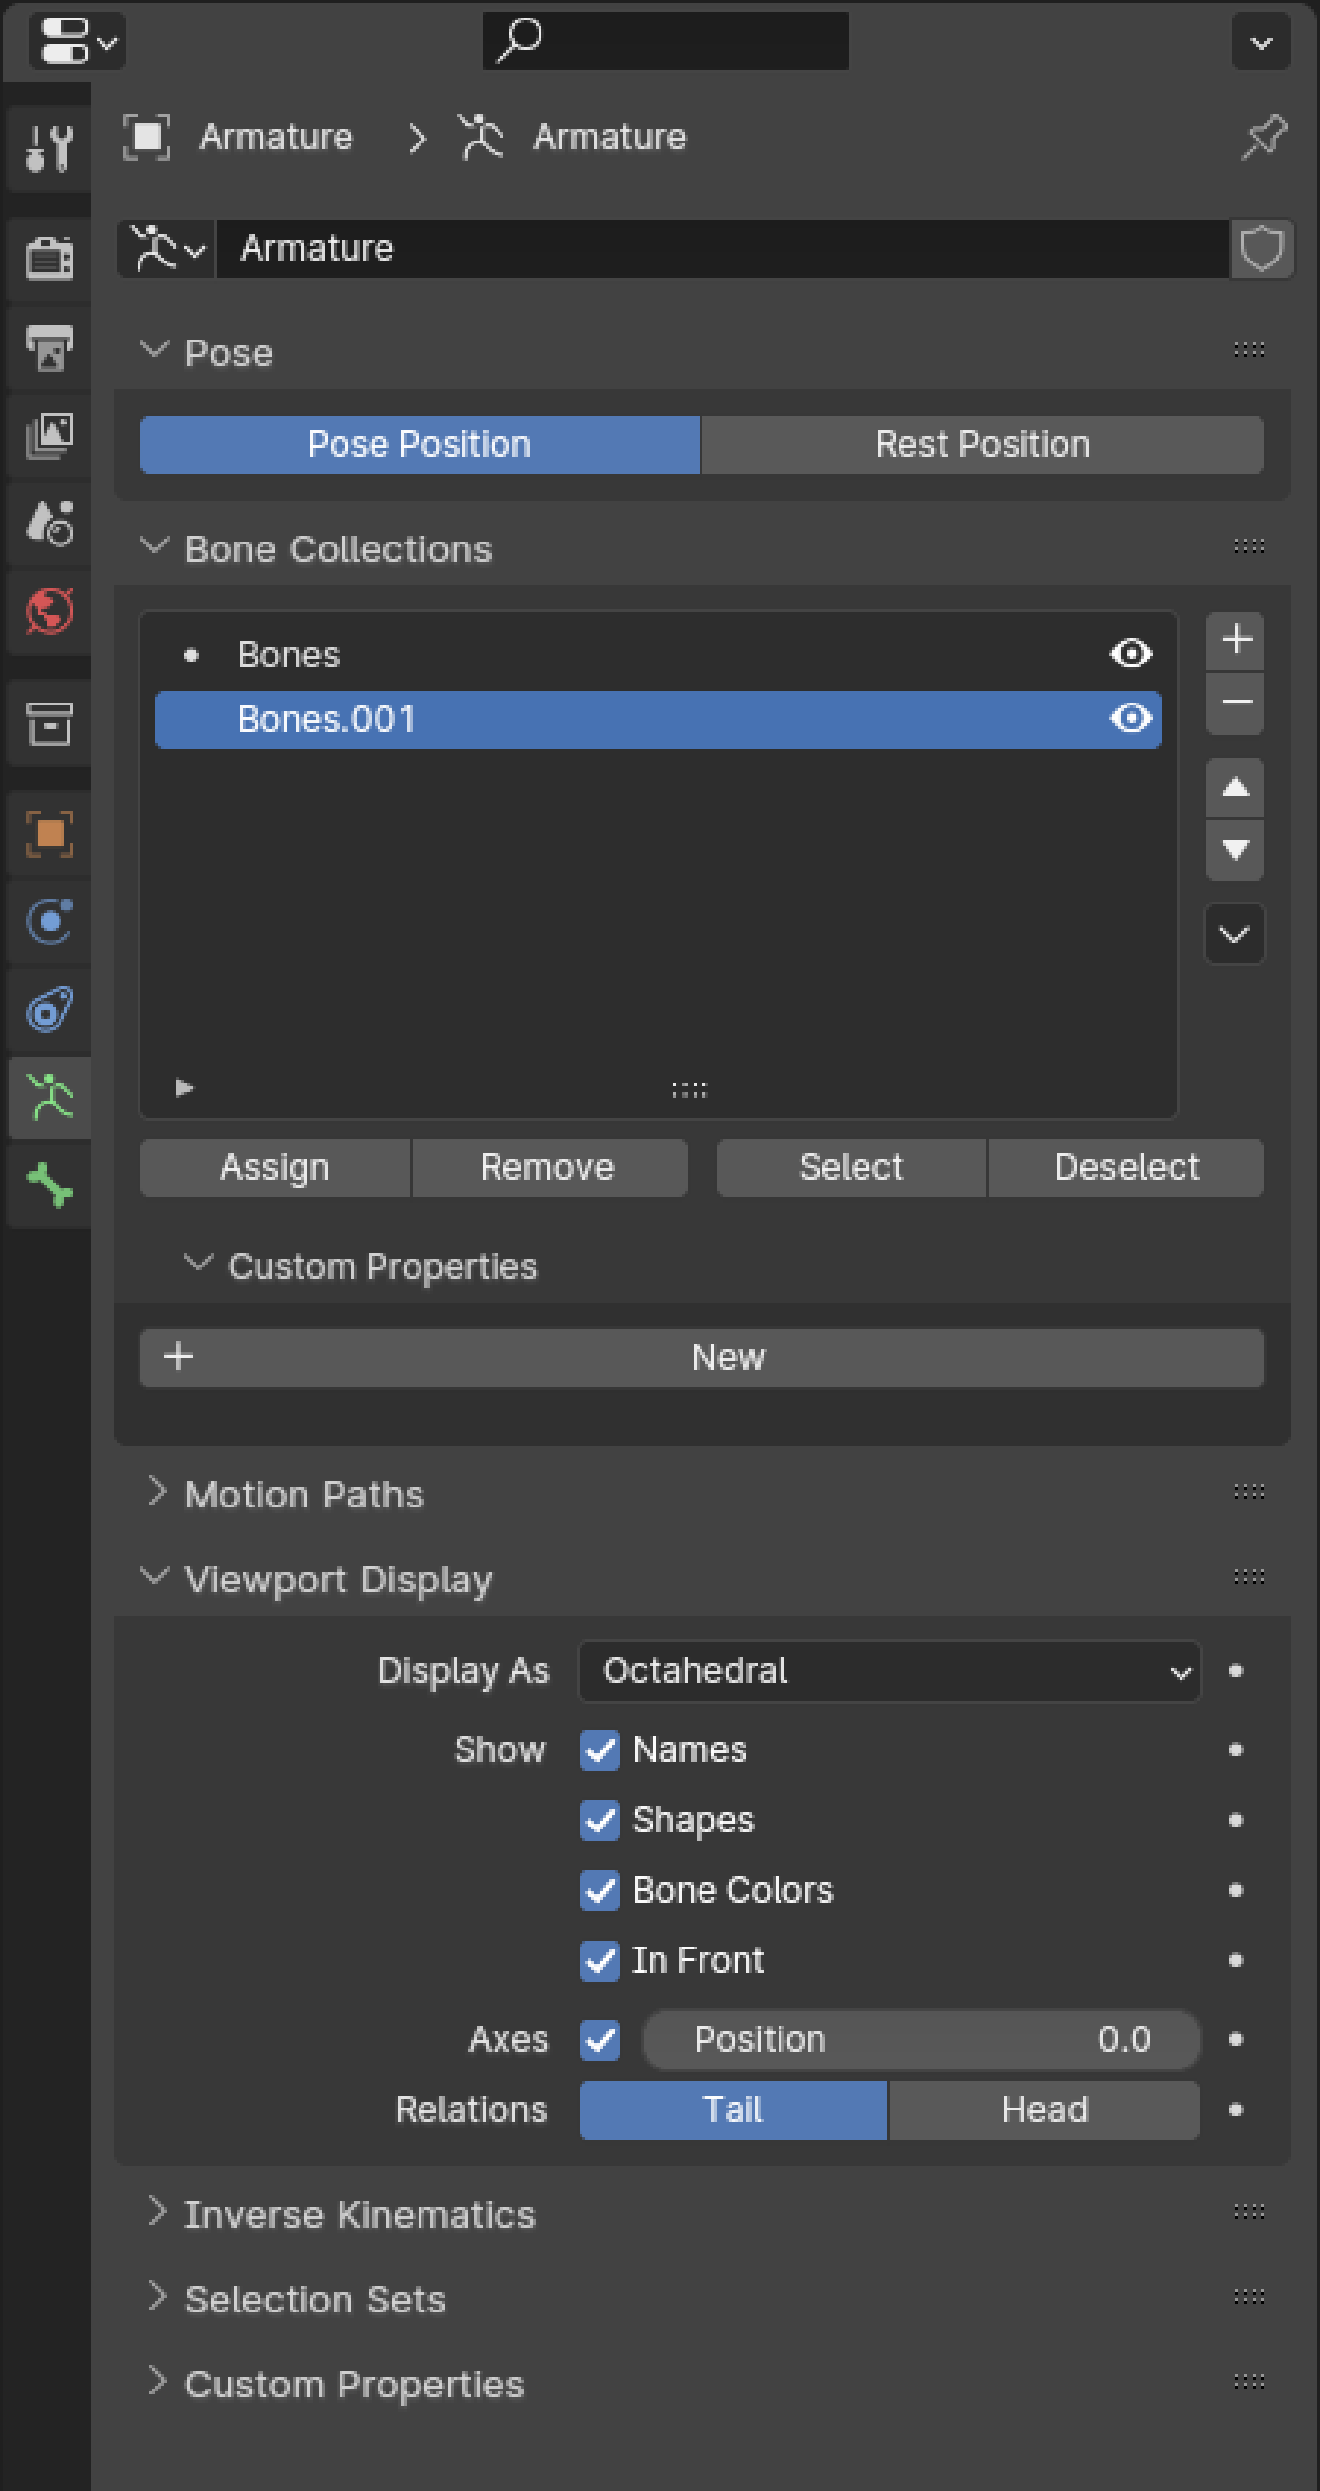 Armature > Armature
Armature
Pose
Pose Position Rest Position
Bone Collections
Bones
Bones.001
Assign Remove Select Deselect
Custom Properties
New
Motion Paths
Viewport Display
Display As Octahedral
Show Names
Shapes
Bone Colors
In Front
Axes Position 0.0
Relations Tail Head
Inverse Kinematics
Selection Sets
Custom Properties